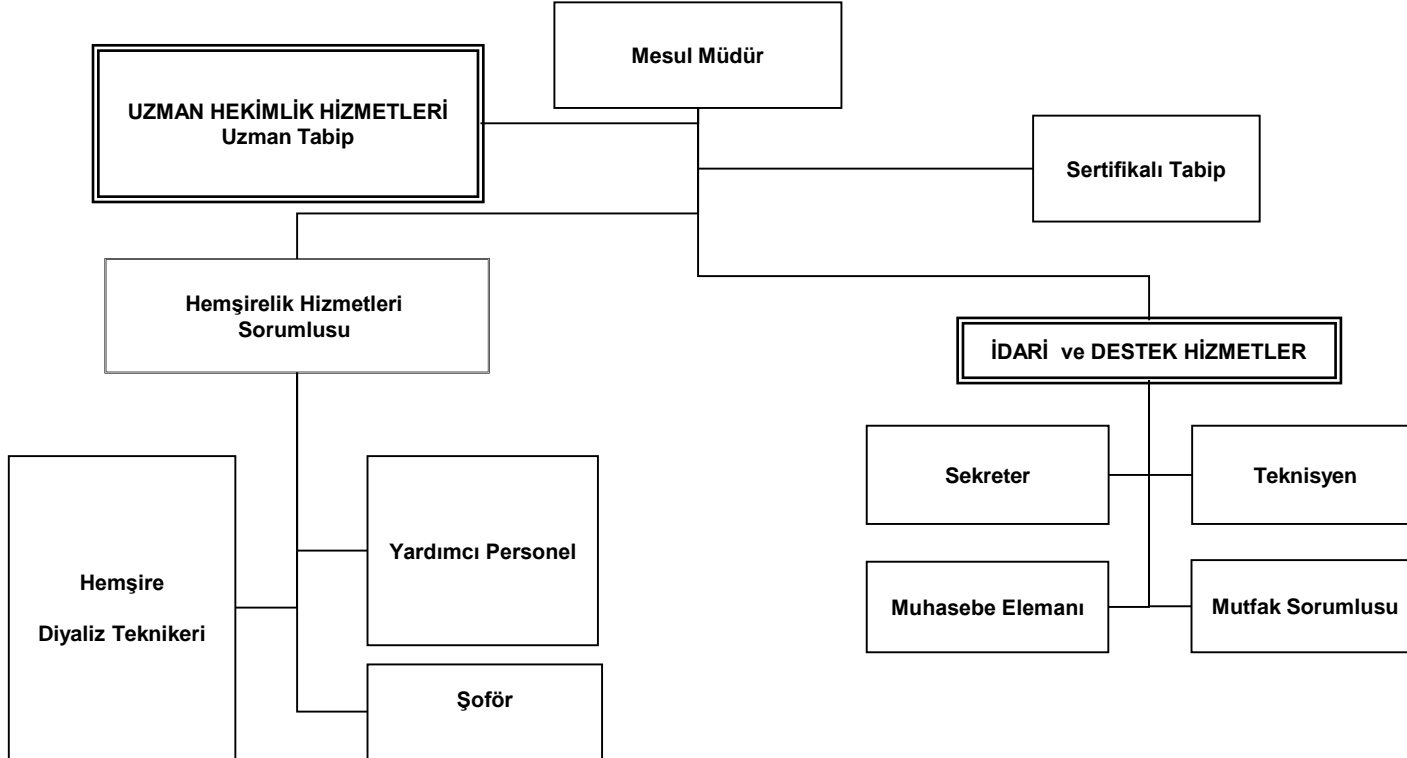 Mesul Müdür
UZMAN HEKİMLİK HİZMETLERİ
Uzman Tabip
Sertifikalı Tabip
Hemşirelik Hizmetleri
Sorumlusu
İDARİ  ve DESTEK HİZMETLER
Sekreter
Teknisyen
Yardımcı Personel
Hemşire
Diyaliz Teknikeri
Muhasebe Elemanı
Mutfak Sorumlusu
Şoför